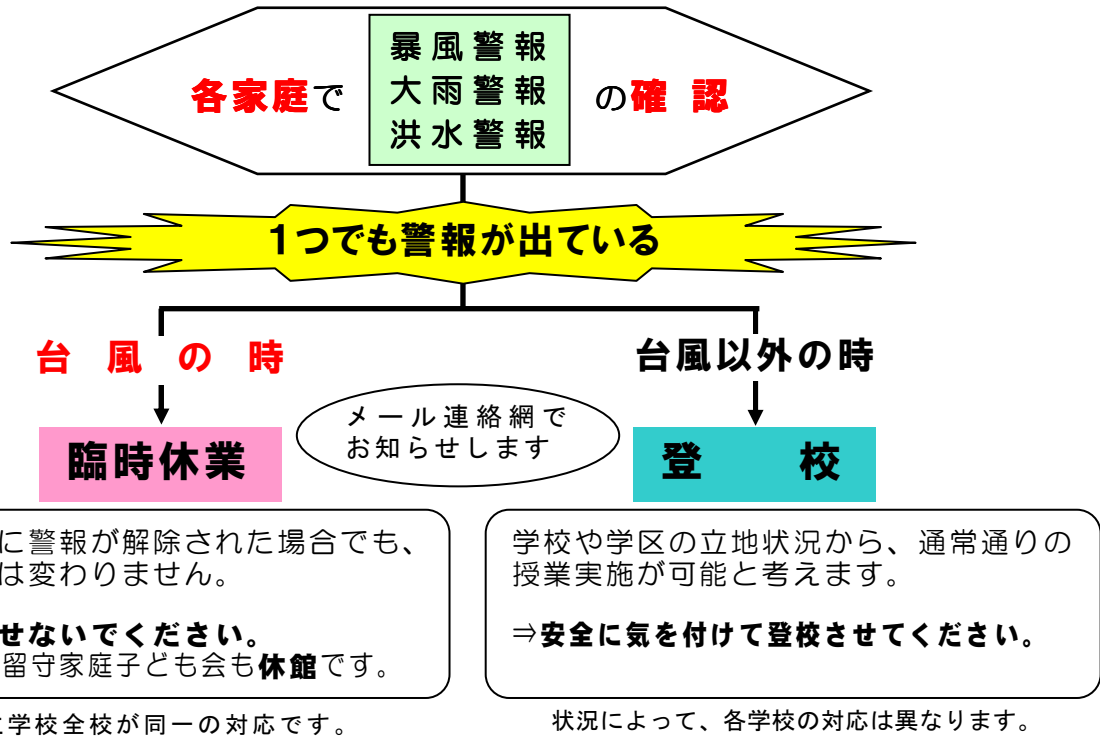 各家庭で
暴風警報
大雨警報
洪水警報
の確認
1つでも警報が出ている
台風の時
台風以外の時
メール連絡網で
お知らせします
臨時休業
登校
に警報が解除された場合でも、
は変わりません。
せないでください。
留守家庭子ども会も休館です。
学校や学区の立地状況から、通常通りの
授業実施が可能と考えます。
⇒安全に気を付けて登校させてください。
学校全校が同一の対応です。
状況によって、各学校の対応は異なります。